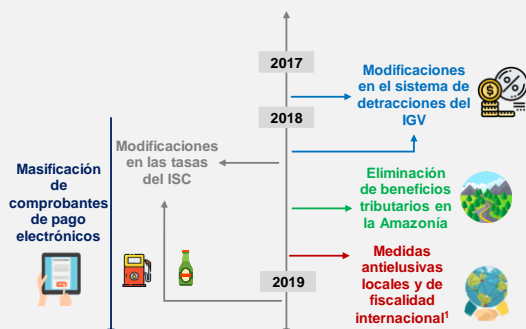 2017
Modificaciones
en el sistema de
detracciones del
IGV
2018
Modificaciones
en las tasas
del ISC
Masificación
de
comprobantes
de pago
electrónicos
Eliminación
de beneficios
tributarios en
la Amazonía
Medidas
antielusivas
locales y de
fiscalidad
internacional¹
2019